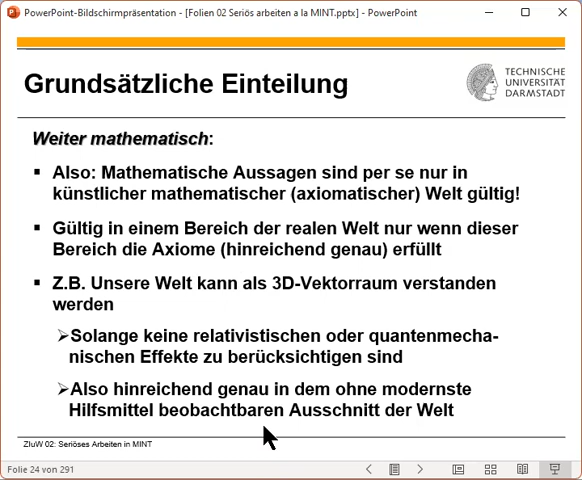 PowerPoint-Bildschirmpräsentation - [Folien 02 Seriös arbeiten a la MINT.pptx] - PowerPoint
Grundsätzliche Einteilung
TECHNISCHE
UNIVERSITÄT
DARMSTADT
Weiter mathematisch:
▪ Also: Mathematische Aussagen sind per se nur in
künstlicher mathematischer (axiomatischer) Welt gültig!
▪ Gültig in einem Bereich der realen Welt nur wenn dieser
Bereich die Axiome (hinreichend genau) erfüllt
▪ Z.B. Unsere Welt kann als 3D-Vektorraum verstanden
werden
➢Solange keine relativistischen oder quantenmecha-
nischen Effekte zu berücksichtigen sind
➢Also hinreichend genau in dem ohne modernste
Hilfsmittel beobachtbaren Ausschnitt der Welt
ZIuW 02: Seriöses Arbeiten in MINT
Folie 24 von 291